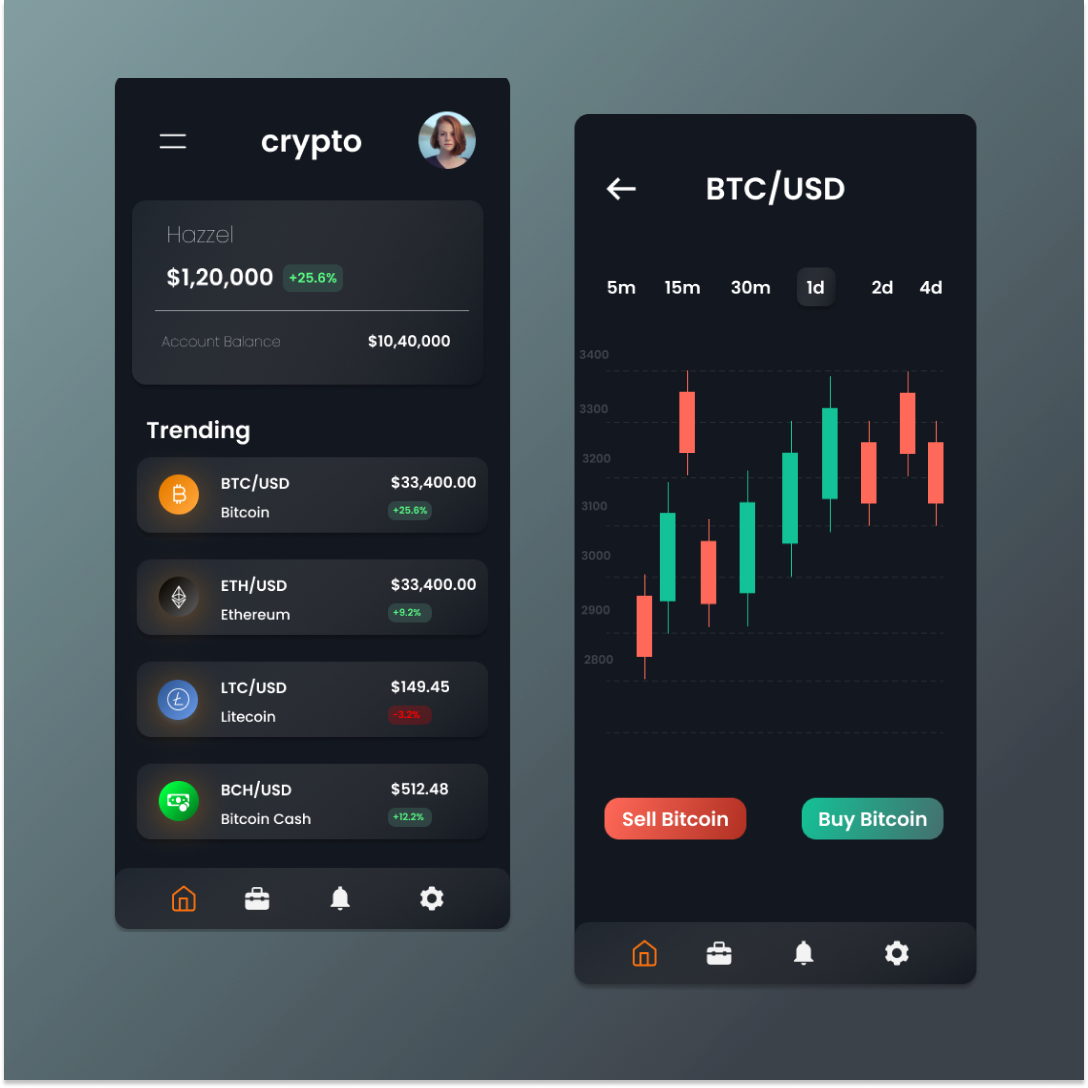 crypto
Hazzel
$1,20,000 +25.6%
Account Balance $10,40,000
Trending
BTC/USD $33,400.00
Bitcoin +25.6%
ETH/USD $33,400.00
Ethereum +9.2%
LTC/USD $149.45
Litecoin -3.2%
BCH/USD $512.48
Bitcoin Cash +12.2%
BTC/USD
5m 15m 30m 1d 2d 4d
3400
3300
3200
3100
3000
2900
2800
Sell Bitcoin Buy Bitcoin